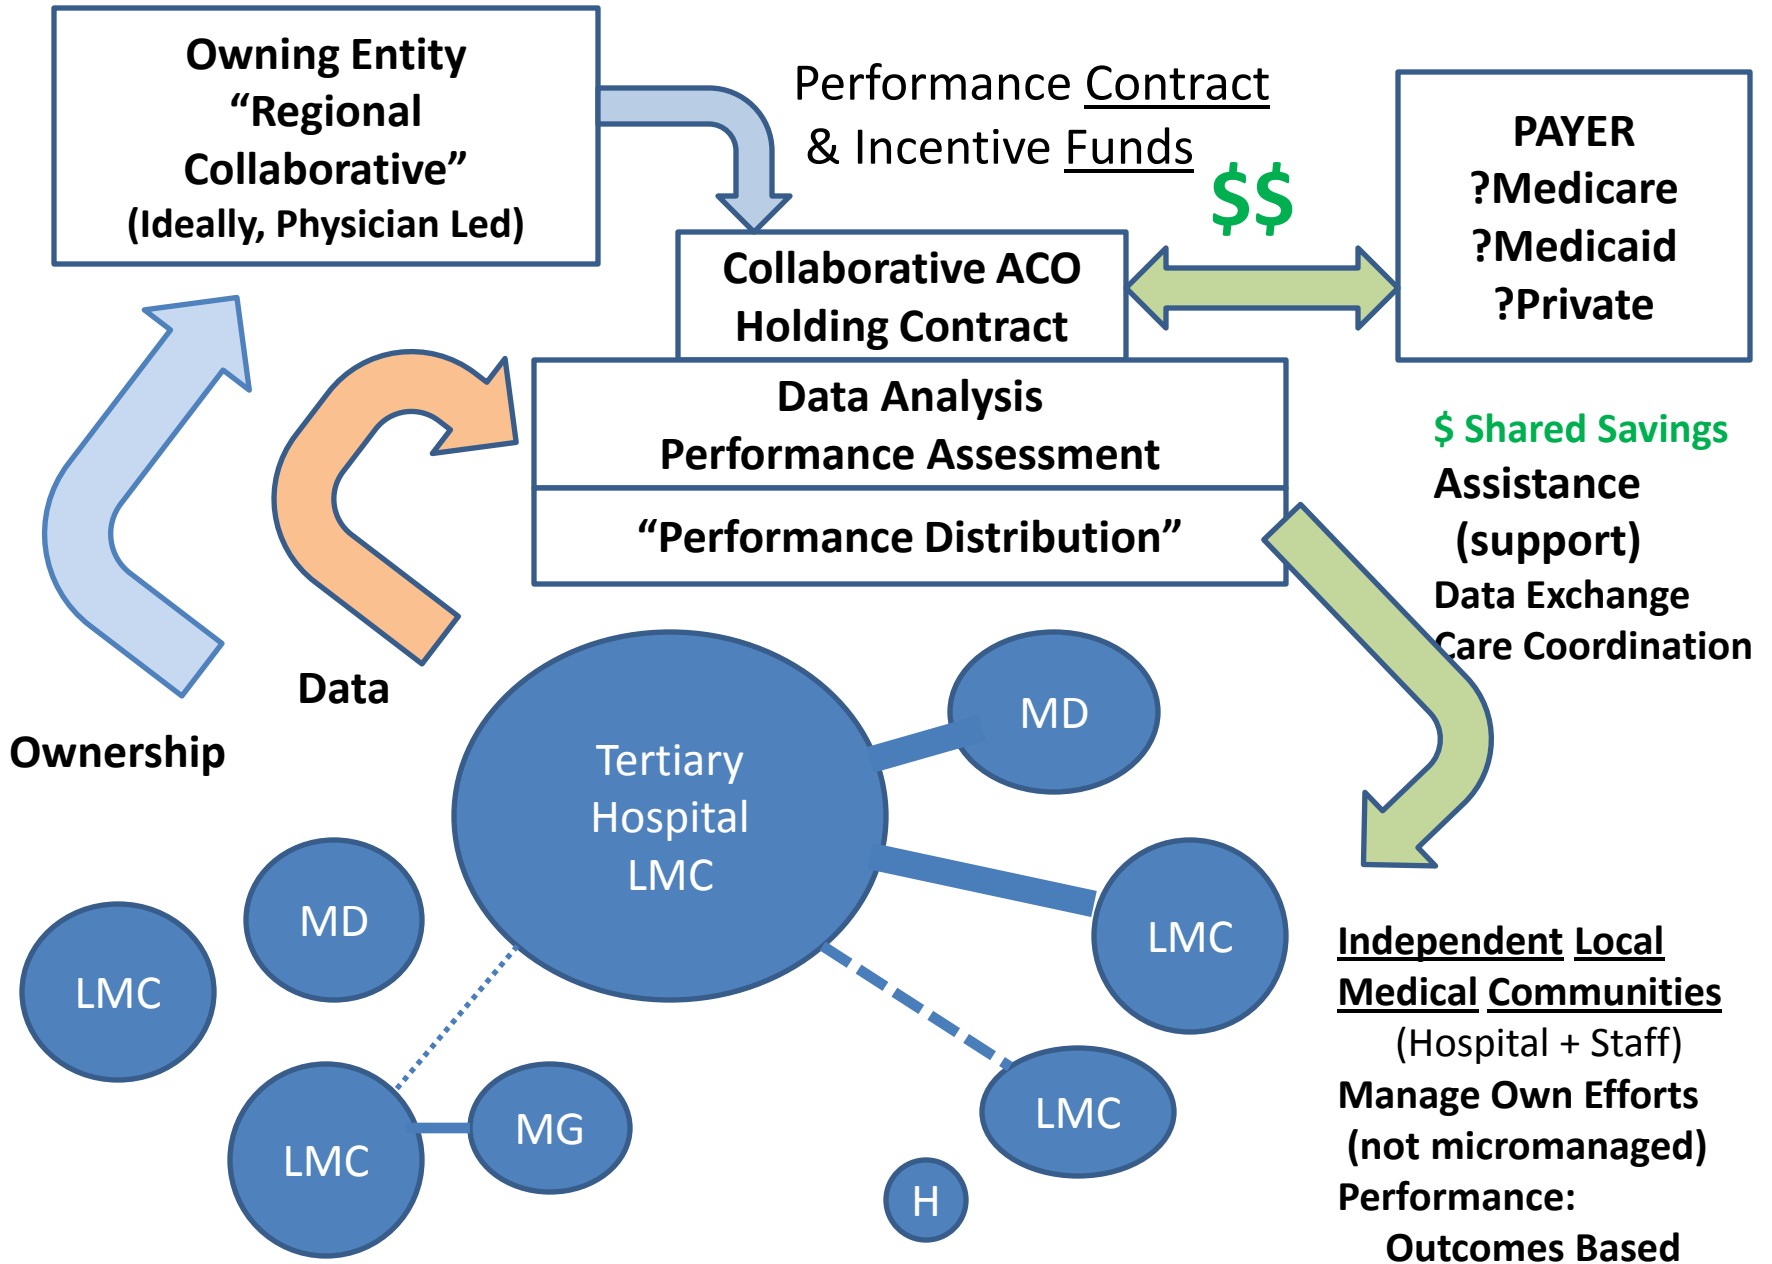 Owning Entity
“Regional
Collaborative”
(Ideally, Physician Led)
Performance Contract
& Incentive Funds
$$
PAYER
?Medicare
?Medicaid
?Private
Collaborative ACO
Holding Contract
Data Analysis
Performance Assessment
“Performance Distribution”
$ Shared Savings
Assistance
(support)
Data Exchange
Care Coordination
Data
Ownership
Tertiary
Hospital
LMC
MD
MD
LMC
LMC
LMC
MG
LMC
H
Independent Local
Medical Communities
(Hospital + Staff)
Manage Own Efforts
(not micromanaged)
Performance:
Outcomes Based